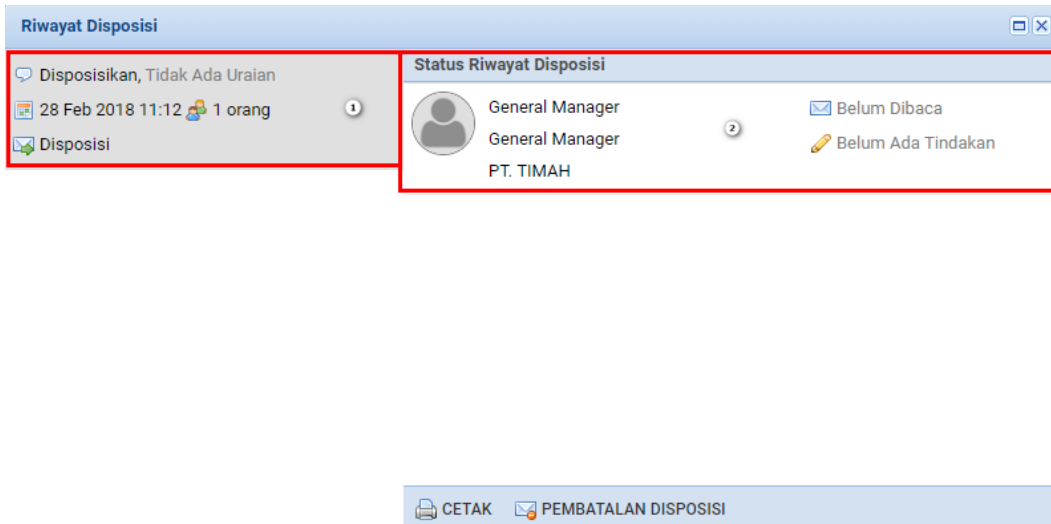 Riwayat Disposisi
Disposisikan, Tidak Ada Uraian
28 Feb 2018 11:12 1 orang
1
Disposisi
Status Riwayat Disposisi
General Manager
General Manager
PT. TIMAH
2
Belum Dibaca
Belum Ada Tindakan
CETAK PEMBATALAN DISPOSISI